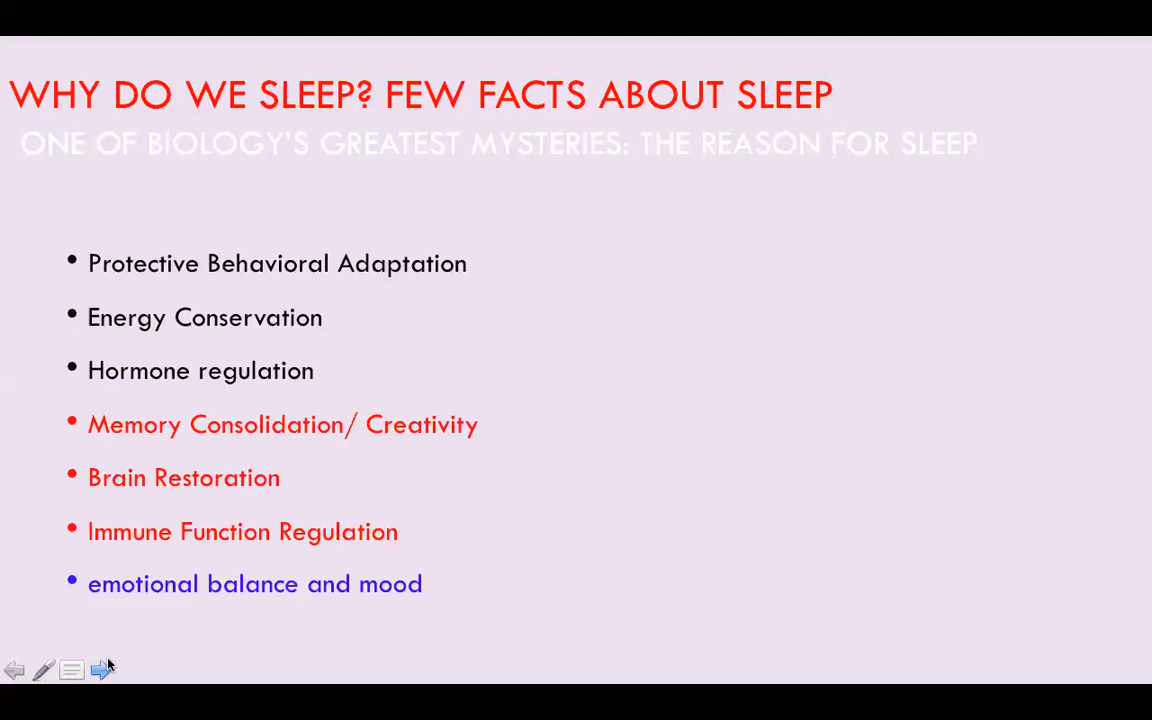 WHY DO WE SLEEP? FEW FACTS ABOUT SLEEP
ONE OF BIOLOGY'S GREATEST MYSTERIES: THE REASON FOR SLEEP
• Protective Behavioral Adaptation
• Energy Conservation
• Hormone regulation
• Memory Consolidation/ Creativity
• Brain Restoration
• Immune Function Regulation
• emotional balance and mood